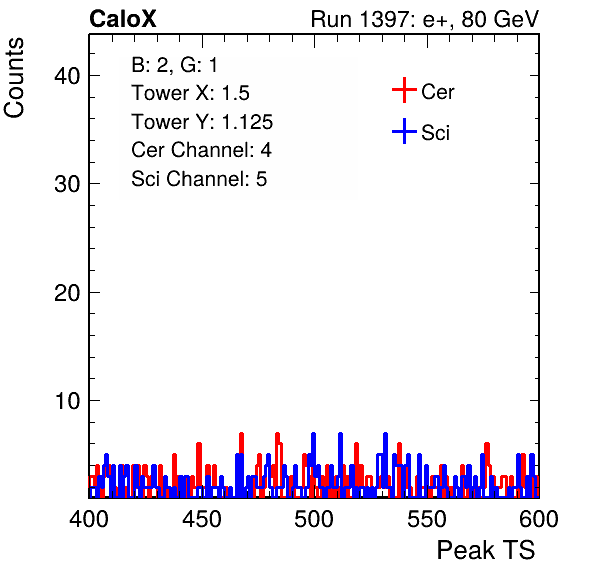 CaloX Run 1397: e+, 80 GeV
Counts
B: 2, G: 1
Tower X: 1.5
Tower Y: 1.125
Cer Channel: 4
Sci Channel: 5
Cer
Sci
40
30
20
10
400 450 500 550 600
Peak TS